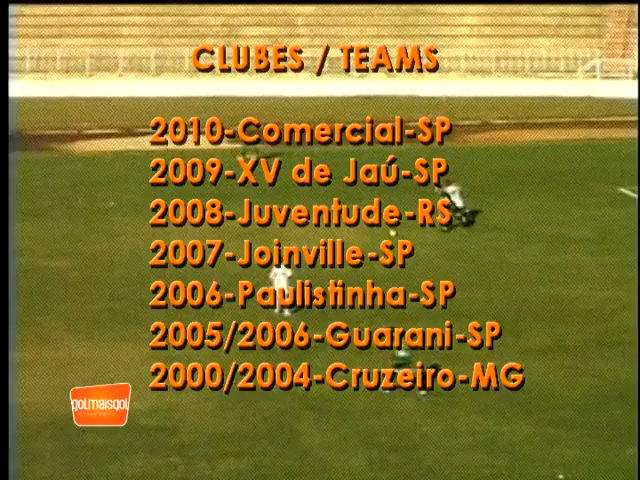 CLUBES / TEAMS
2010-Comercial-SP
2009-XV de Jaú-SP
2008-Juventude-RS
2007-Joinville-SP
2006-Paulistinha-SP
2005/2006-Guarani-SP
2000/2004-Cruzeiro-MG
golmaisgol